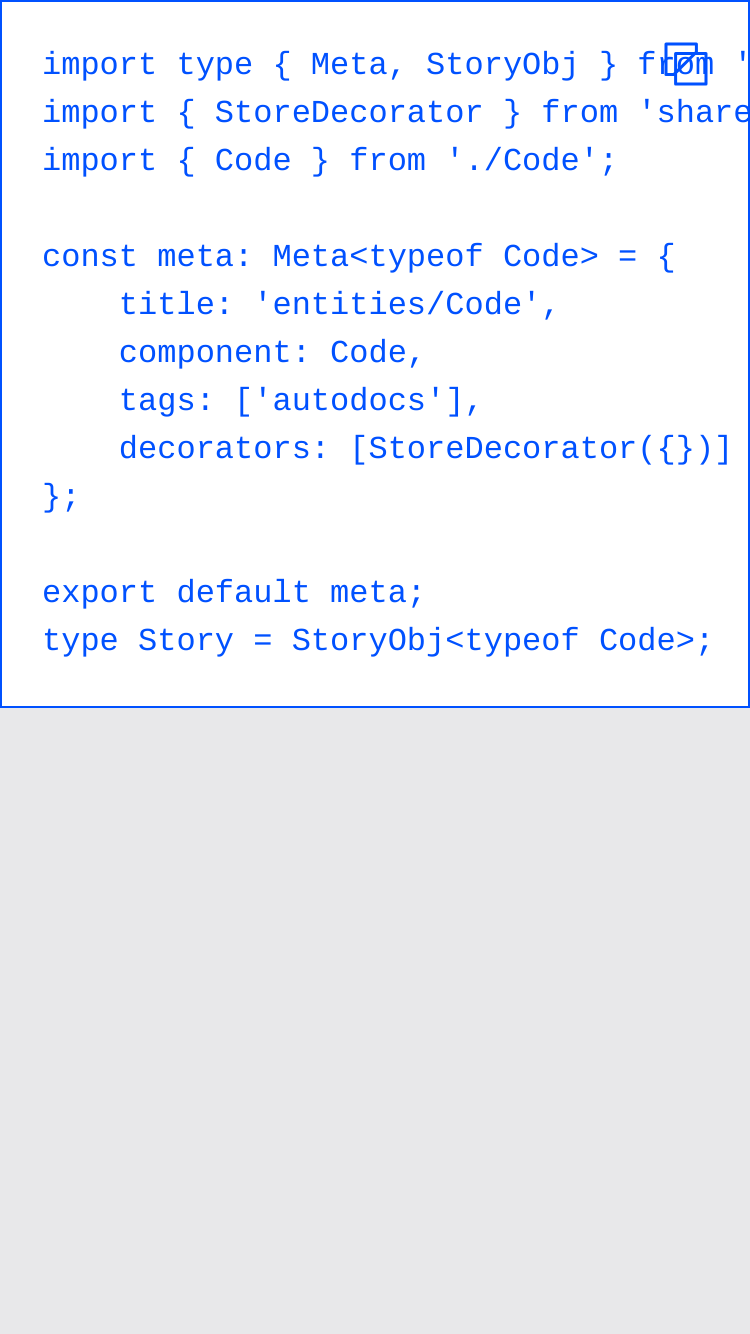 import type { Meta, StoryObj } from '
import { StoreDecorator } from 'share
import { Code } from './Code';
const meta: Meta<typeof Code> = {
    title: 'entities/Code',
    component: Code,
    tags: ['autodocs'],
    decorators: [StoreDecorator({})]
};
export default meta;
type Story = StoryObj<typeof Code>;